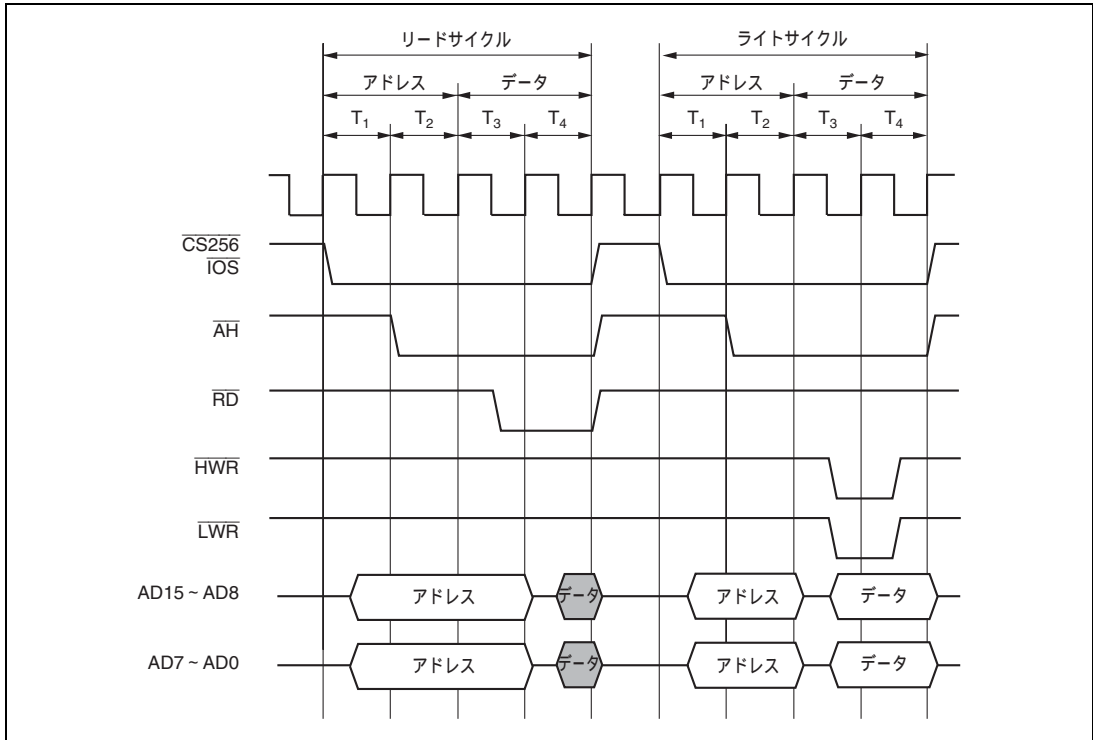 リードサイクル ライトサイクル
アドレス データ アドレス データ
T₁ T₂ T₃ T₄ T₁ T₂ T₃ T₄
CS256
IOS
AH
RD
HWR
LWR
AD15 ~ AD8 アドレス データ アドレス データ
AD7 ~ AD0 アドレス データ アドレス データ